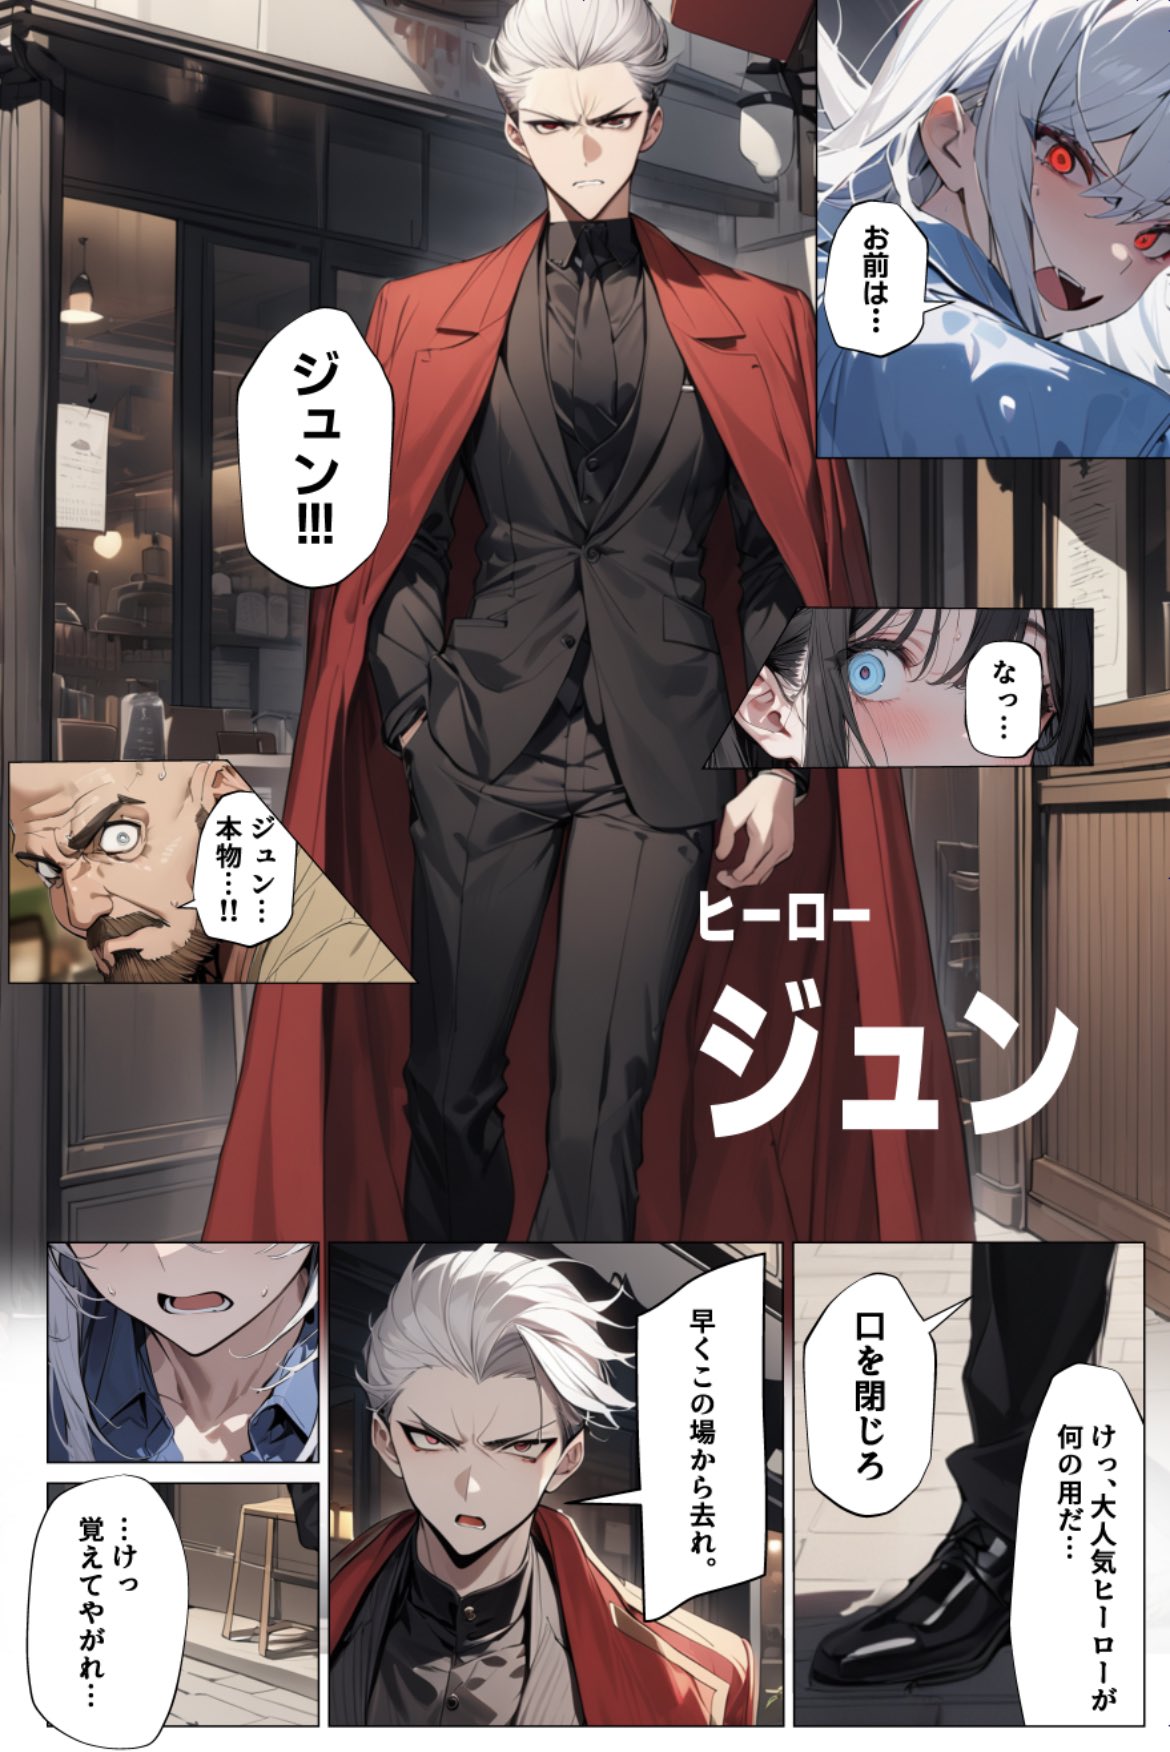 お前は…
ジュン!!!
なっ…
ジュン…
本物…!!
ヒーロー
ジュン
けっ、大人気ヒーローが
何の用だ…
口を閉じろ
早くこの場から去れ。
…けっ
覚えてやがれ…